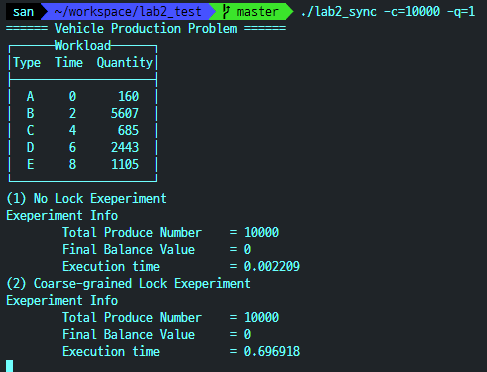 san ~/workspace/lab2_test master ./lab2_sync -c=10000 -q=1
====== Vehicle Production Problem ======
Workload
Type Time Quantity
A 0 160
B 2 5607
C 4 685
D 6 2443
E 8 1105
(1) No Lock Exeperiment
Exeperiment Info
Total Produce Number = 10000
Final Balance Value = 0
Execution time = 0.002209
(2) Coarse-grained Lock Exeperiment
Exeperiment Info
Total Produce Number = 10000
Final Balance Value = 0
Execution time = 0.696918